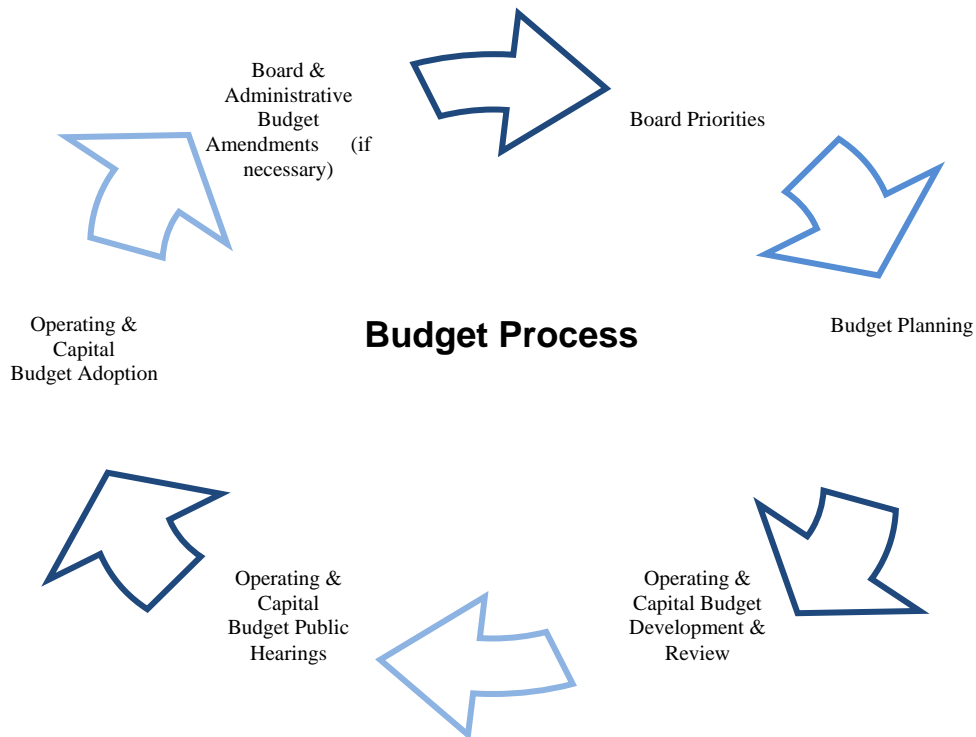 Board &
Administrative
Budget
Amendments (if
necessary)
Board Priorities
Budget Process
Operating &
Capital
Budget Adoption
Budget Planning
Operating &
Capital
Budget Public
Hearings
Operating &
Capital Budget
Development &
Review